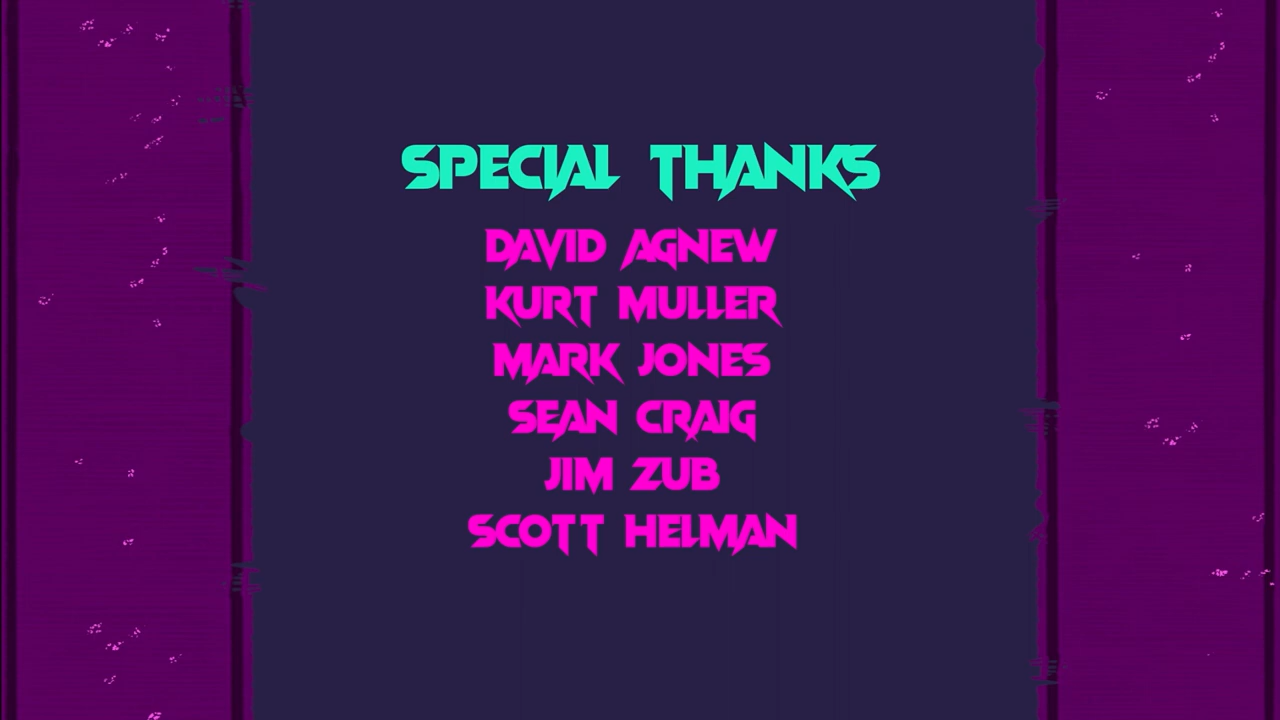 SPECIAL THANKS
DAVID AGNEW
KURT MULLER
MARK JONES
SEAN CRAIG
JIM ZUB
SCOTT HELMAN